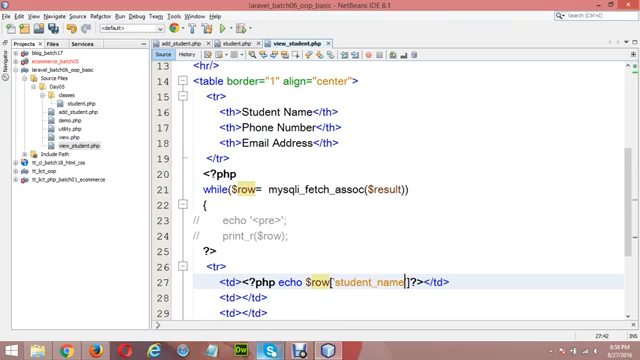 laravel_batch06_oop_basic - NetBeans IDE 8.1
File Edit View Navigate Source Refactor Run Debug Team Tools Window Help
<default>
Projects × Files Services
add_student.php student.php view_student.php
Source History
blog_batch17
ecommerce_batch05
laravel_batch06_oop_basic
Source Files
Day05
classes
student.php
add_student.php
demo.php
utility.php
view.php
view_student.php
Include Path
tt_ci_batch18_html_css
tt_lict_oop
tt_lict_php_batch01_ecommerce
Navigator
13 <hr/>
14 <table border="1" align="center">
15 <tr>
16 <th>Student Name</th>
17 <th>Phone Number</th>
18 <th>Email Address</th>
19 </tr>
20 <?php
21 while($row= mysqli_fetch_assoc($result))
22 {
23 // echo '<pre>';
24 // print_r($row);
25 ?>
26 <tr>
27 <td><?php echo $row['student_name']?></td>
28 <td></td>
29 <td></td>
27:42
8:58 PM
8/27/2016